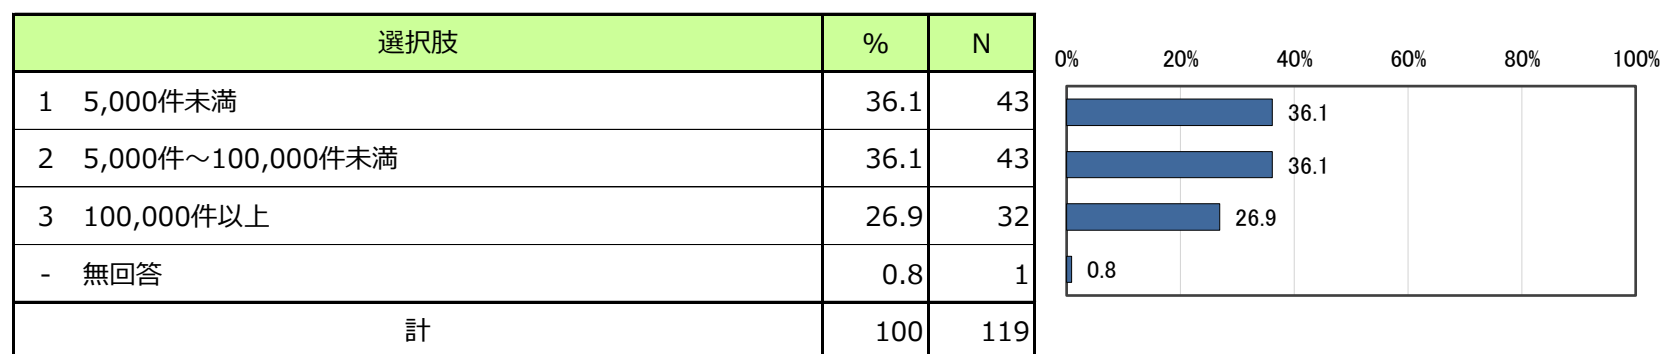 選択肢 % N
1 5,000件未満 36.1 43
2 5,000件～100,000件未満 36.1 43
3 100,000件以上 26.9 32
- 無回答 0.8 1
計 100 119
0% 20% 40% 60% 80% 100%
36.1
36.1
26.9
0.8